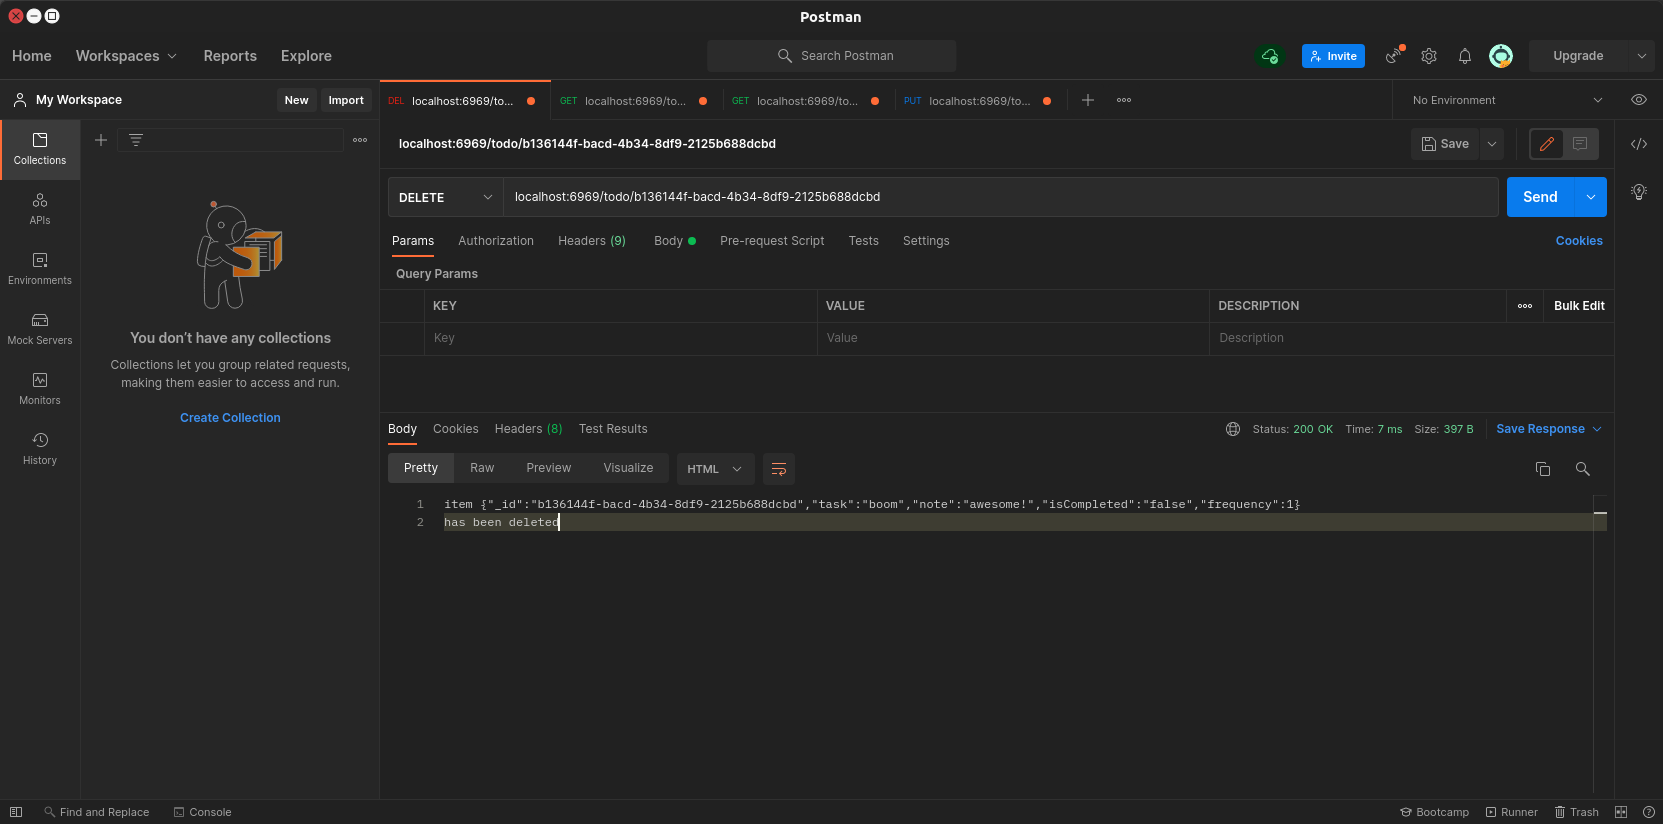 Postman
Home Workspaces Reports Explore Search Postman Invite Upgrade
My Workspace New Import
DEL localhost:6969/to... GET localhost:6969/to... GET localhost:6969/to... PUT localhost:6969/to... No Environment
Collections
APIs
Environments
Mock Servers
Monitors
History
You don’t have any collections
Collections let you group related requests,
making them easier to access and run.
Create Collection
localhost:6969/todo/b136144f-bacd-4b34-8df9-2125b688dcbd Save
DELETE localhost:6969/todo/b136144f-bacd-4b34-8df9-2125b688dcbd Send
Params Authorization Headers (9) Body Pre-request Script Tests Settings Cookies
Query Params
KEY VALUE DESCRIPTION Bulk Edit
Key Value Description
Body Cookies Headers (8) Test Results Status: 200 OK Time: 7 ms Size: 397 B Save Response
Pretty Raw Preview Visualize HTML
1 item {"_id":"b136144f-bacd-4b34-8df9-2125b688dcbd","task":"boom","note":"awesome!","isCompleted":"false","frequency":1}
2 has been deleted
Find and Replace Console Bootcamp Runner Trash